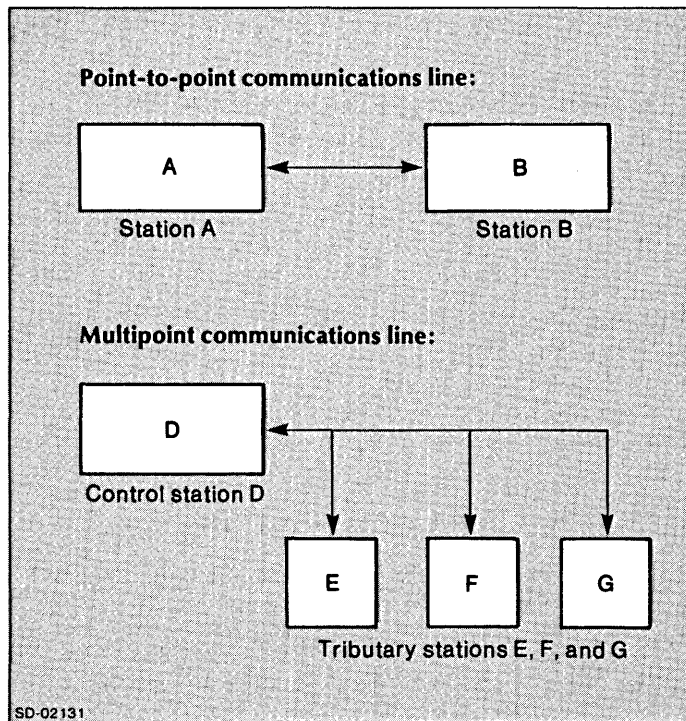 Point-to-point communications line:
A
B
Station A
Station B
Multipoint communications line:
D
Control station D
E
F
G
Tributary stations E, F, and G
SD-02131